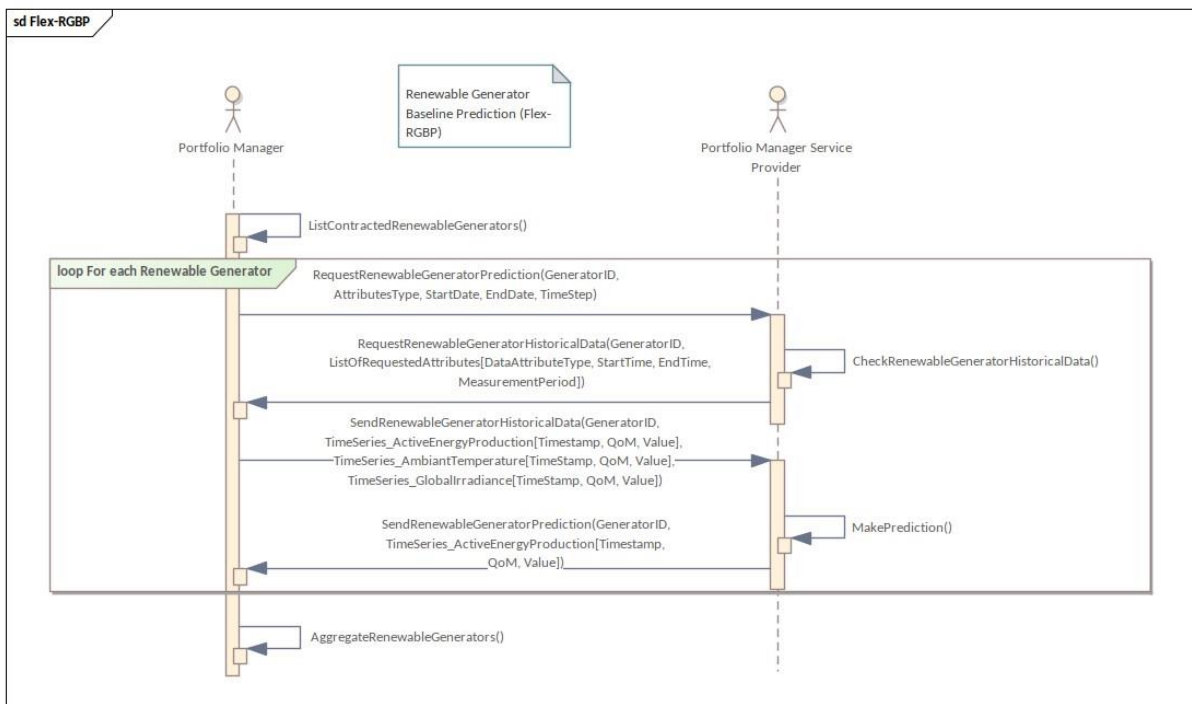 sd Flex-RGBP
Renewable Generator
Baseline Prediction (Flex-
RGBP)
Portfolio Manager
Portfolio Manager Service
Provider
ListContractedRenewableGenerators()
loop For each Renewable Generator
RequestRenewableGeneratorPrediction(GeneratorID,
AttributesType, StartDate, EndDate, TimeStep)
RequestRenewableGeneratorHistoricalData(GeneratorID,
ListOfRequestedAttributes[DataAttributeType, StartTime, EndTime,
MeasurementPeriod])
CheckRenewableGeneratorHistoricalData()
SendRenewableGeneratorHistoricalData(GeneratorID,
TimeSeries_ActiveEnergyProduction[Timestamp, QoM, Value],
TimeSeries_AmbiantTemperature[TimeStamp, QoM, Value],
TimeSeries_GlobalIrradiance[TimeStamp, QoM, Value])
SendRenewableGeneratorPrediction(GeneratorID,
TimeSeries_ActiveEnergyProduction[Timestamp,
QoM, Value])
MakePrediction()
AggregateRenewableGenerators()